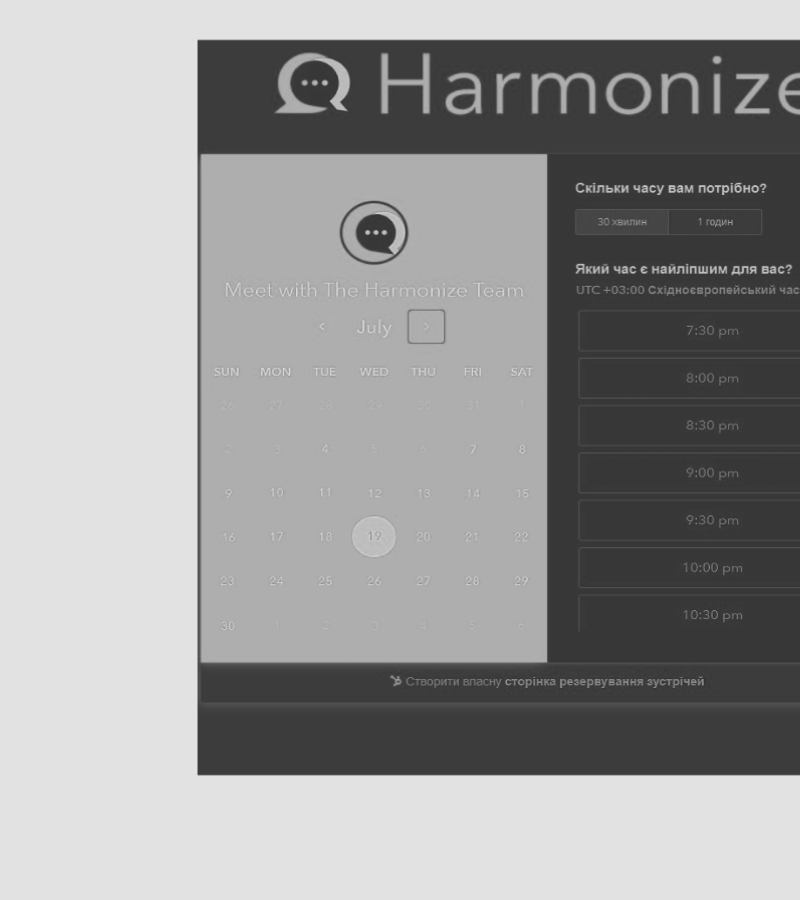 Harmonize
Meet with The Harmonize Team
July
SUN MON TUE WED THU FRI SAT
26 27 28 29 30 31 1
2 3 4 5 6 7 8
9 10 11 12 13 14 15
16 17 18 19 20 21 22
23 24 25 26 27 28 29
30 1 2 3 4 5 6
Скільки часу вам потрібно?
30 хвилин 1 годин
Який час є найліпшим для вас?
UTC +03:00 Східноєвропейський час
7:30 pm
8:00 pm
8:30 pm
9:00 pm
9:30 pm
10:00 pm
10:30 pm
Створити власну сторінка резервування зустрічей